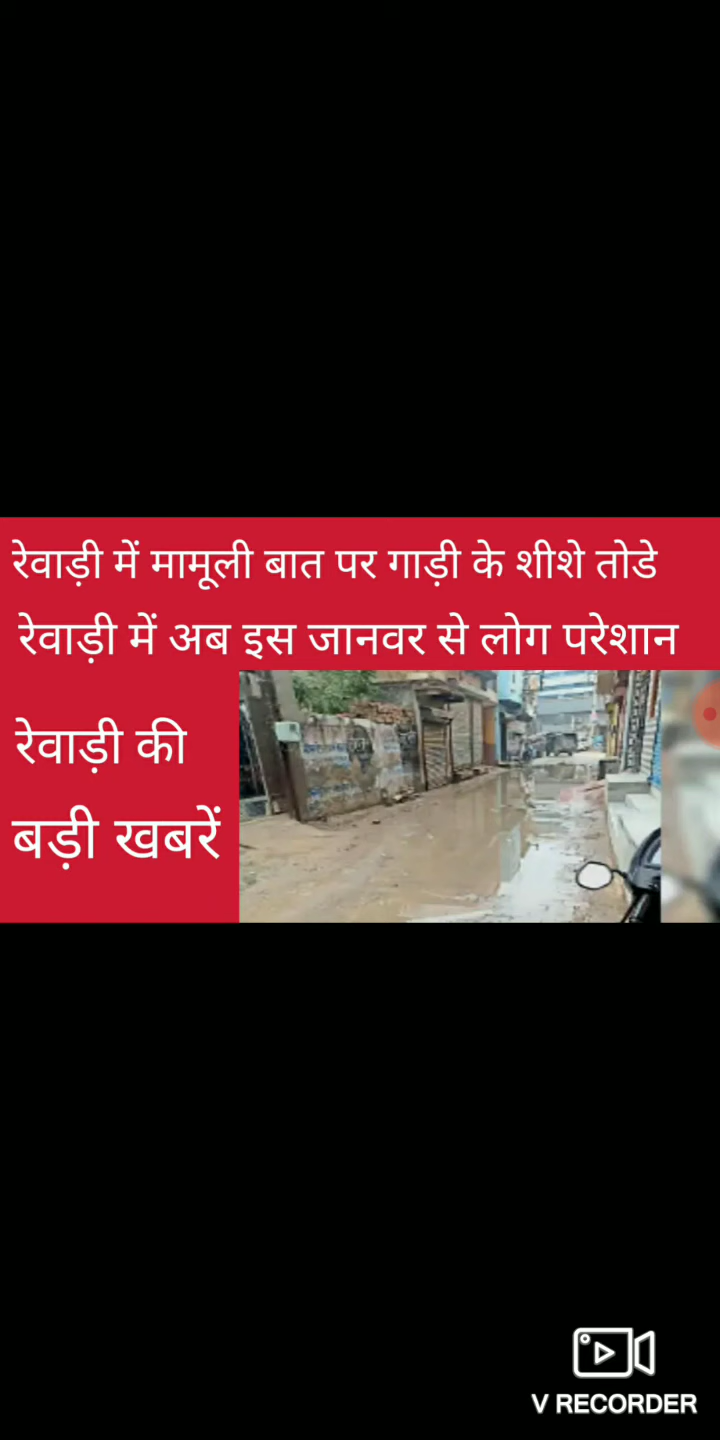 रेवाड़ी में मामूली बात पर गाड़ी के शीशे तोडे
रेवाड़ी में अब इस जानवर से लोग परेशान
रेवाड़ी की
बड़ी खबरें
V RECORDER